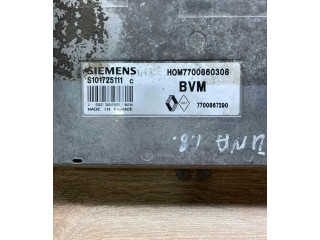 SIEMENS
HOM7700860308
S101725111 C
BVM
7700867290
MADE IN FRANCE